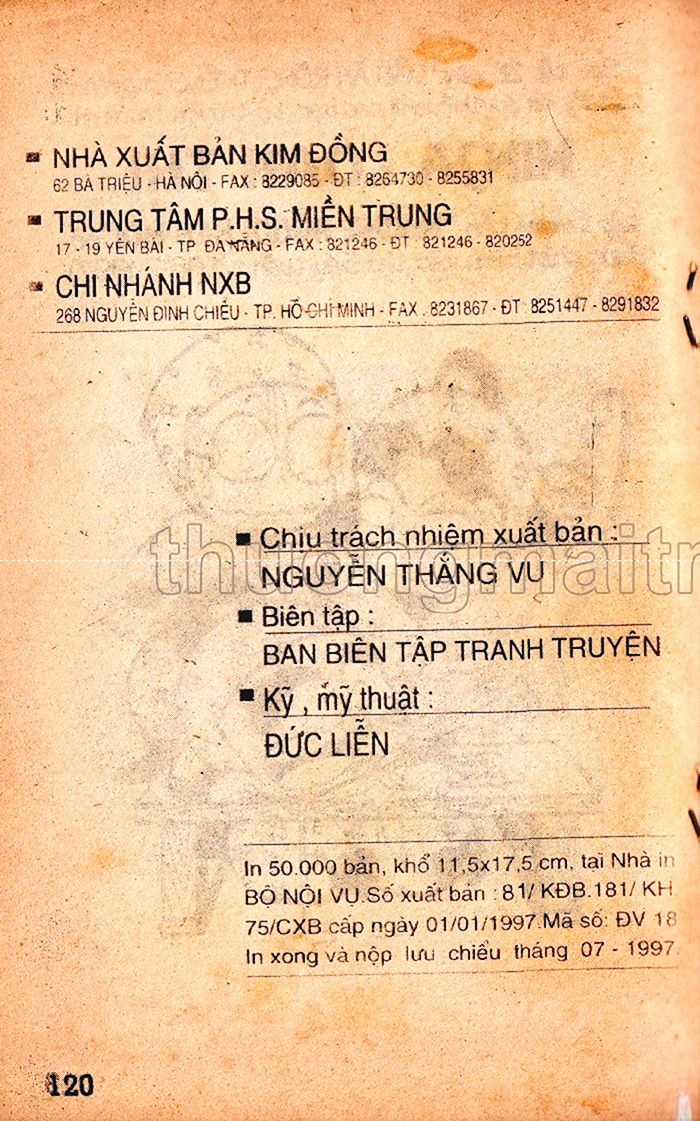 NHÀ XUẤT BẢN KIM ĐỒNG
62 BÀ TRIỆU - HÀ NỘI - FAX : 8229085 - ĐT : 8264730 - 8255831
TRUNG TÂM P.H.S. MIỀN TRUNG
17 - 19 YÊN BÁI - TP ĐÀ NẴNG - FAX : 821246 - ĐT : 821246 - 820252
CHI NHÁNH NXB
268 NGUYỄN ĐÌNH CHIỂU - TP. HỒ CHÍ MINH - FAX . 8231867 - ĐT : 8251447 - 8291832
Chịu trách nhiệm xuất bản :
thuongmaitr
NGUYỄN THẮNG VU
Biên tập :
BAN BIÊN TẬP TRANH TRUYỆN
Kỹ , mỹ thuật :
ĐỨC LIỄN
In 50.000 bản, khổ 11,5x17,5 cm, tại Nhà in
BỘ NỘI VỤ.Số xuất bản : 81/ KĐB.181/ KH
75/CXB cấp ngày 01/01/1997.Mã số: ĐV 18
In xong và nộp lưu chiểu tháng 07 - 1997.
120